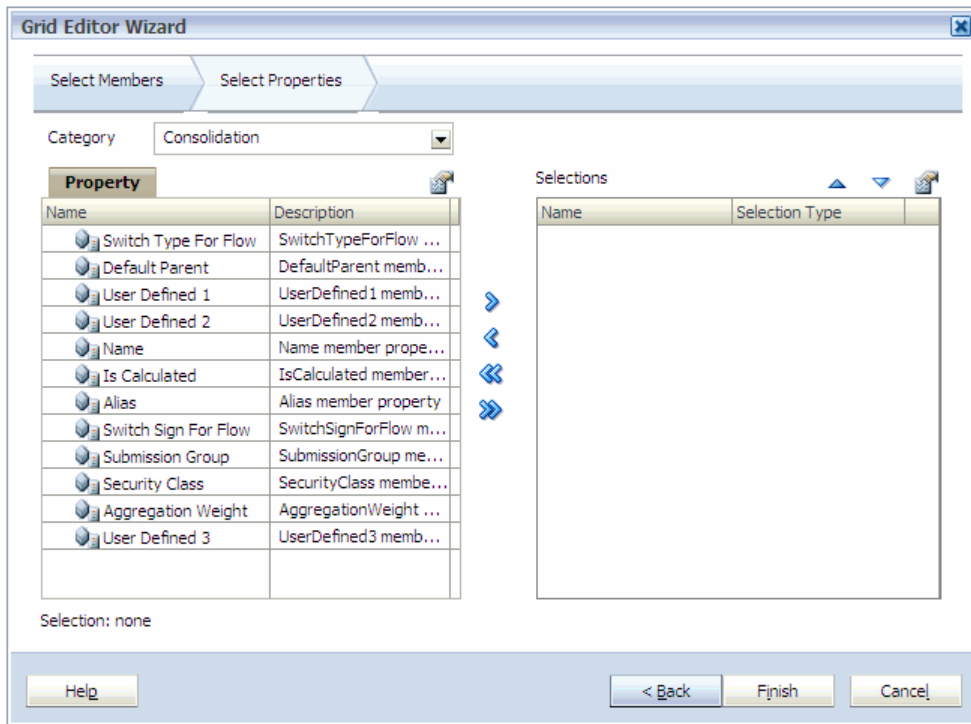 Grid Editor Wizard
Select Members Select Properties
Category Consolidation
Property Selections
Name Description Name Selection Type
Switch Type For Flow SwitchTypeForFlow ...
Default Parent DefaultParent memb...
User Defined 1 UserDefined1 memb...
User Defined 2 UserDefined2 memb...
Name Name member prope...
Is Calculated IsCalculated member...
Alias Alias member property
Switch Sign For Flow SwitchSignForFlow m...
Submission Group SubmissionGroup me...
Security Class SecurityClass membe...
Aggregation Weight AggregationWeight ...
User Defined 3 UserDefined3 memb...
Selection: none
Help < Back Finish Cancel